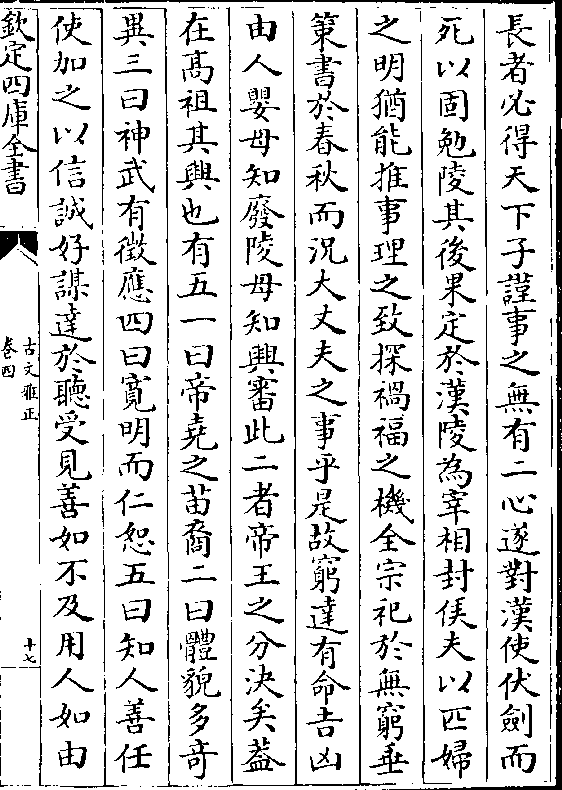 長者必得天下子謹事之無有二心遂對漢使伏劍而
死以固勉陵其後果定於漢陵為宰相封侯夫以匹婦
之明猶能推事理之致探禍福之機全宗祀於無窮垂
策書於春秋而況大丈夫之事乎是故窮達有命吉凶
由人嬰母知廢陵母知興審此二者帝王之分決矣葢
在髙祖其興也有五一曰帝堯之苗裔二曰體貌多奇
異三曰神武有徵應四曰寛明而仁恕五曰知人善任
使加之以信誠好謀達於聽受見善如不及用人如由
欽定四庫全書
古文雅正
卷四
十七